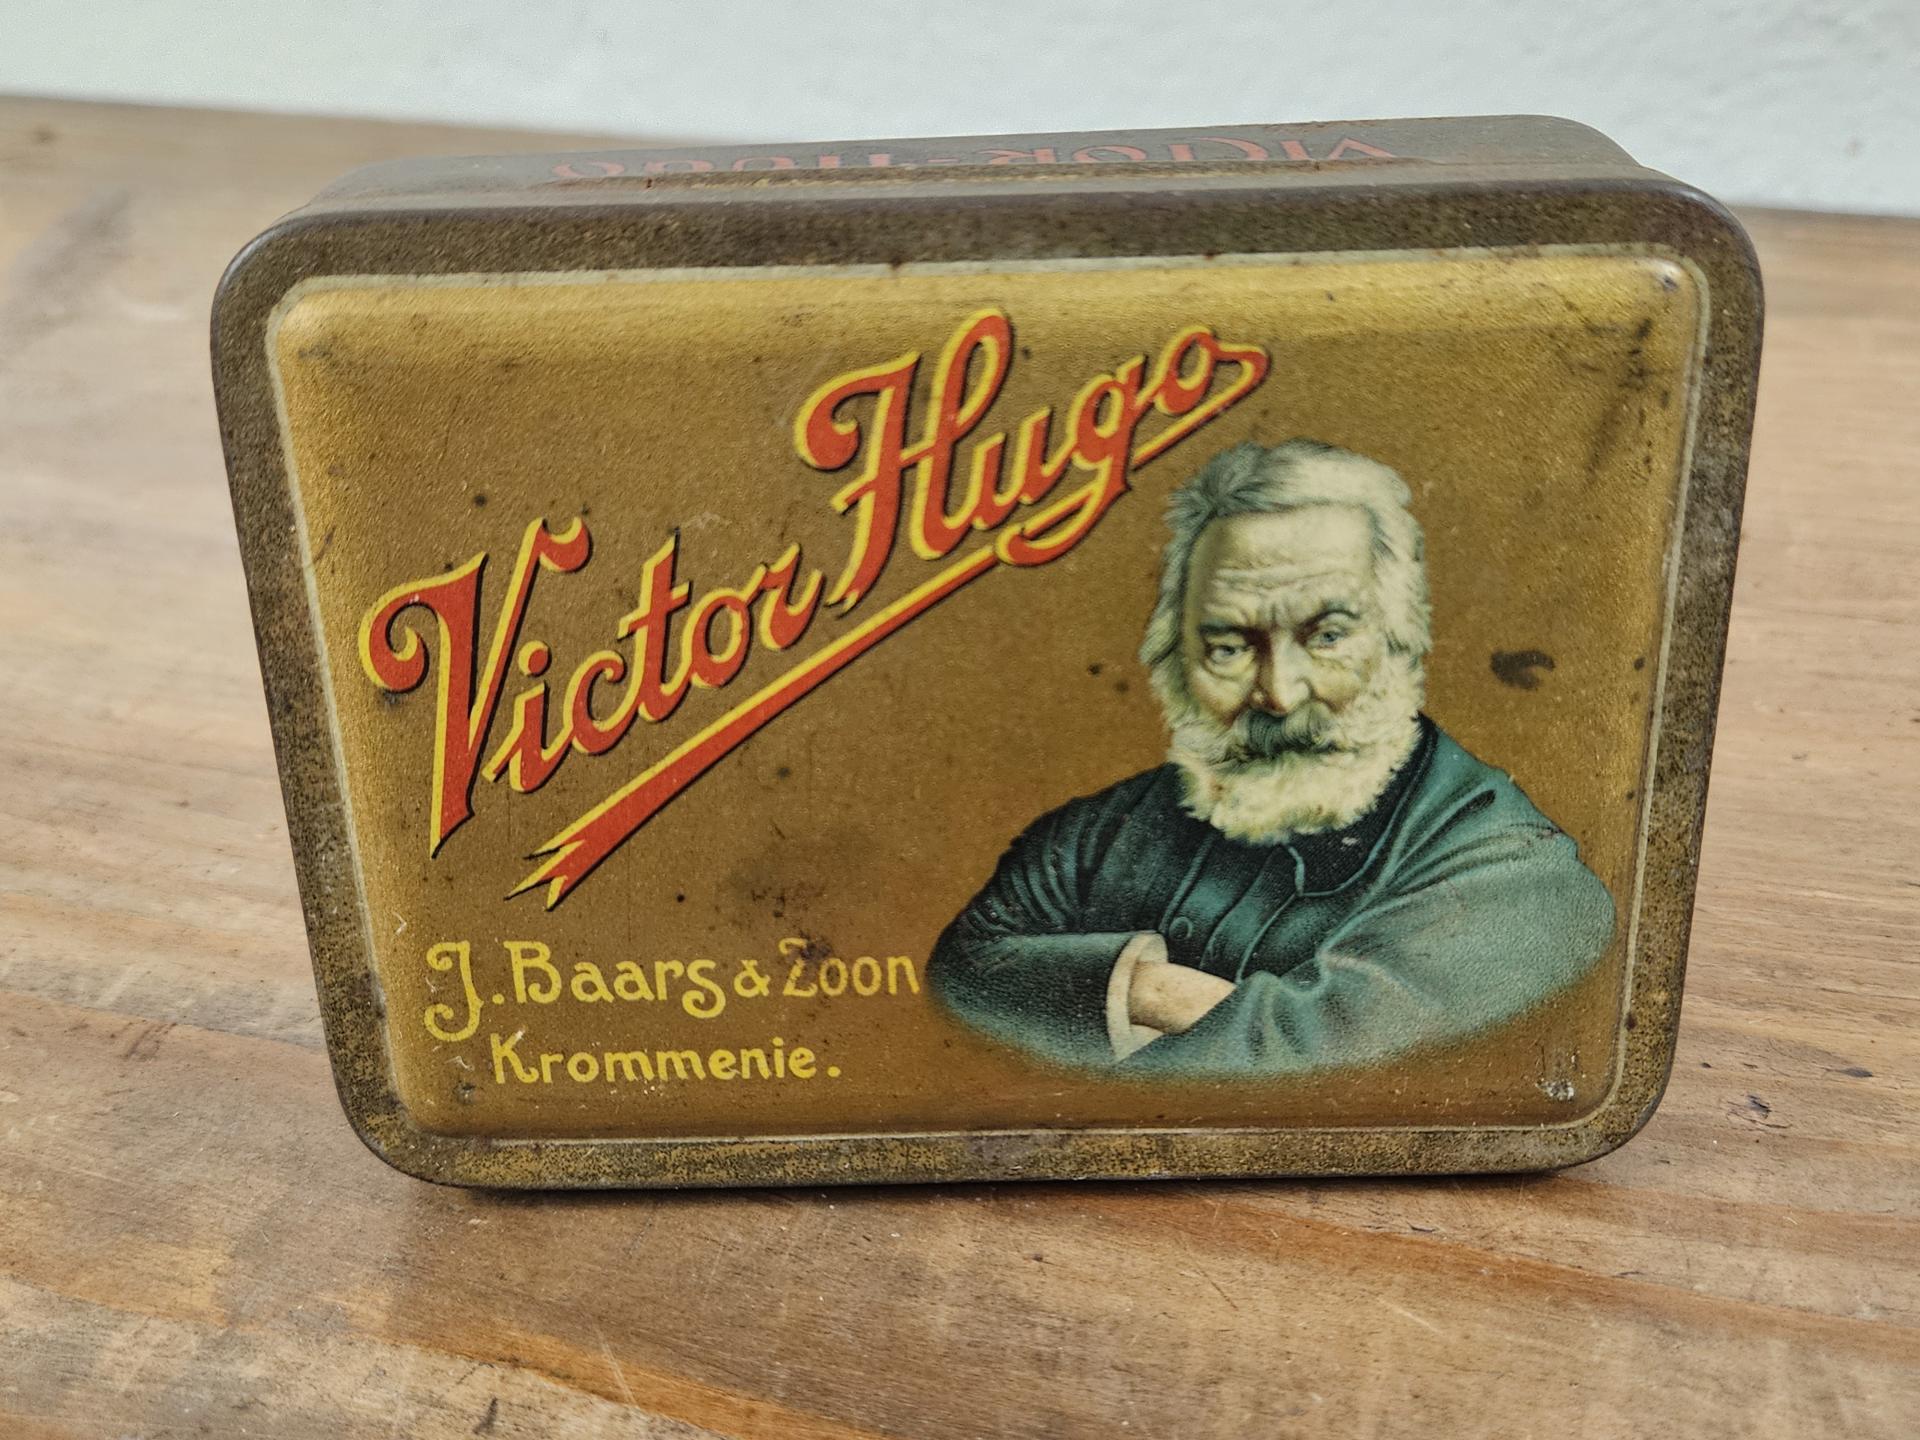 VICTOR-HUGO
Victor Hugo
J. Baars & Zoon
Krommenie.